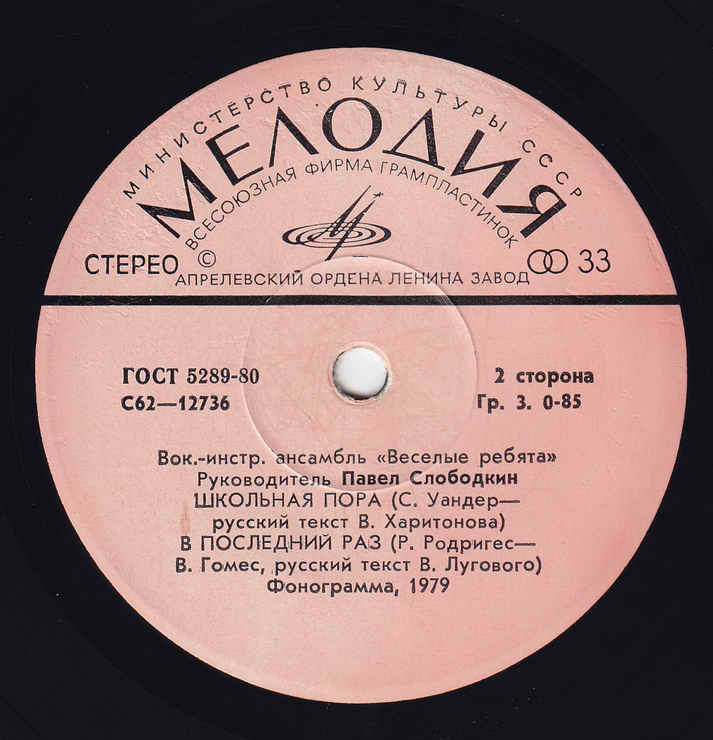 МИНИСТЕРСТВО КУЛЬТУРЫ СССР
МЕЛОДИЯ
ВСЕСОЮЗНАЯ ФИРМА ГРАМПЛАСТИНОК
СТЕРЕО © 33
АПРЕЛЕВСКИЙ ОРДЕНА ЛЕНИНА ЗАВОД
ГОСТ 5289-80 2 сторона
С62—12736 Гр. 3. 0-85
Вок.-инстр. ансамбль «Веселые ребята»
Руководитель Павел Слободкин
ШКОЛЬНАЯ ПОРА (С. Уандер—
русский текст В. Харитонова)
В ПОСЛЕДНИЙ РАЗ (Р. Родригес—
В. Гомес, русский текст В. Лугового)
Фонограмма, 1979